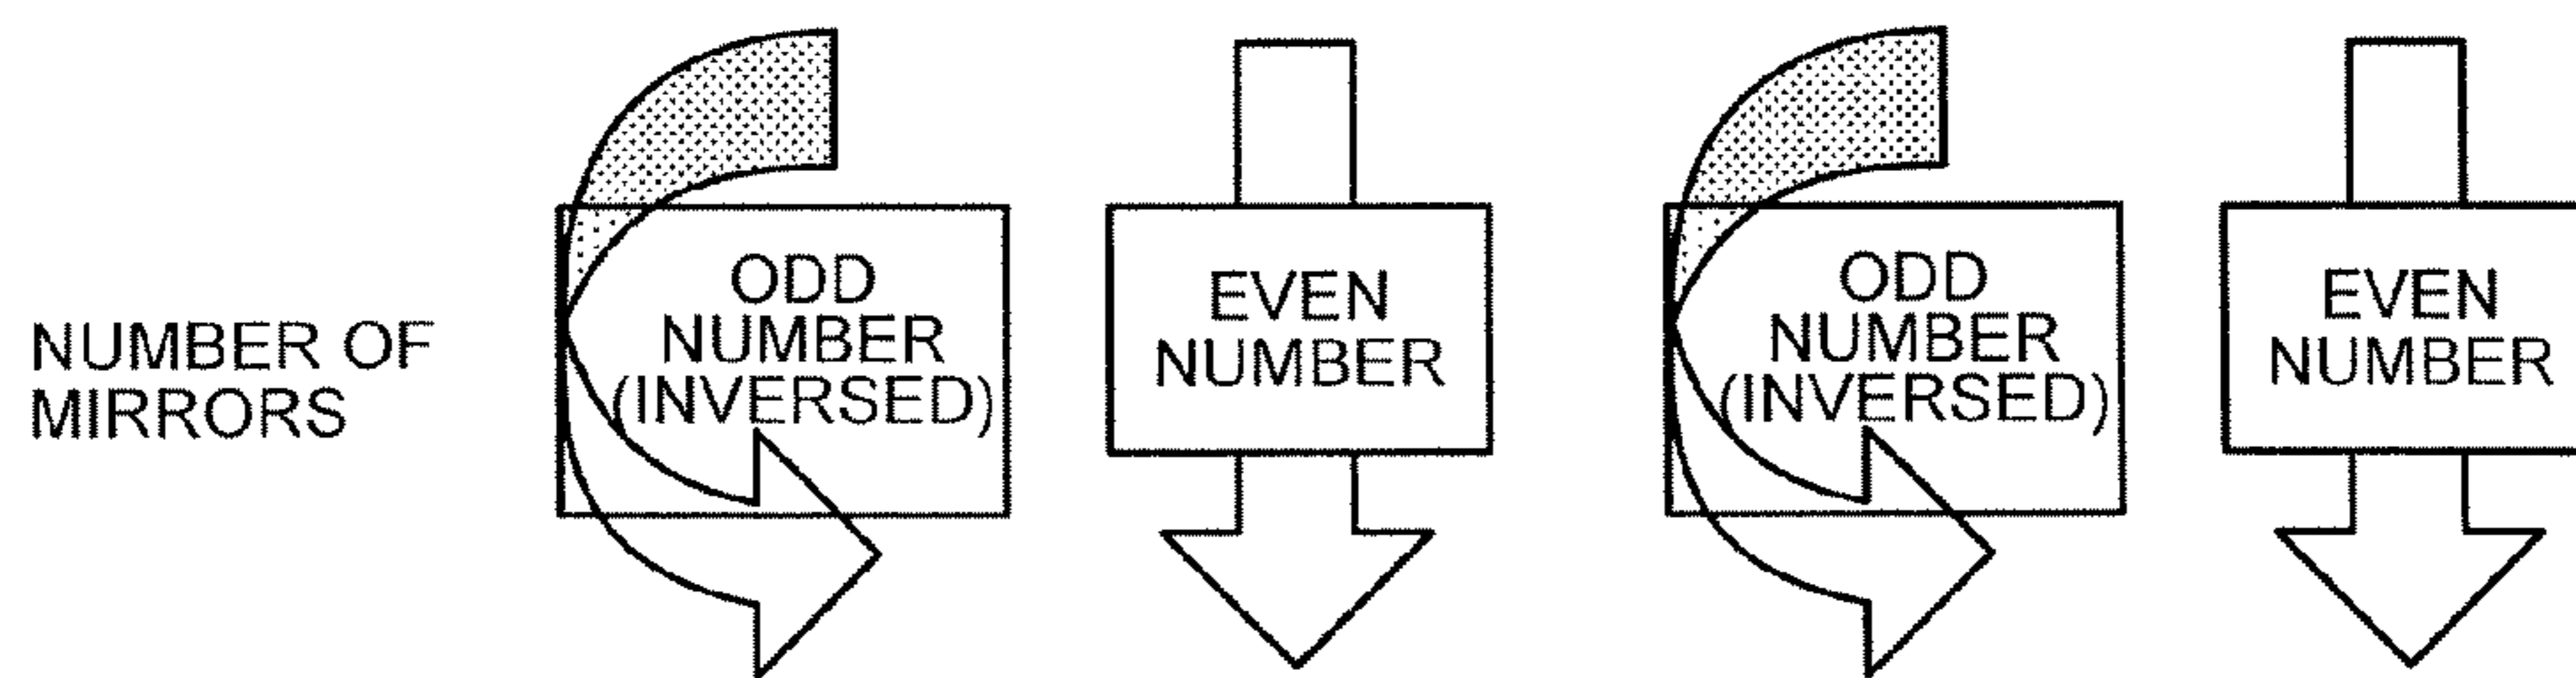 NUMBER OF
MIRRORS
ODD
NUMBER
(INVERSED)
EVEN
NUMBER
ODD
NUMBER
(INVERSED)
EVEN
NUMBER